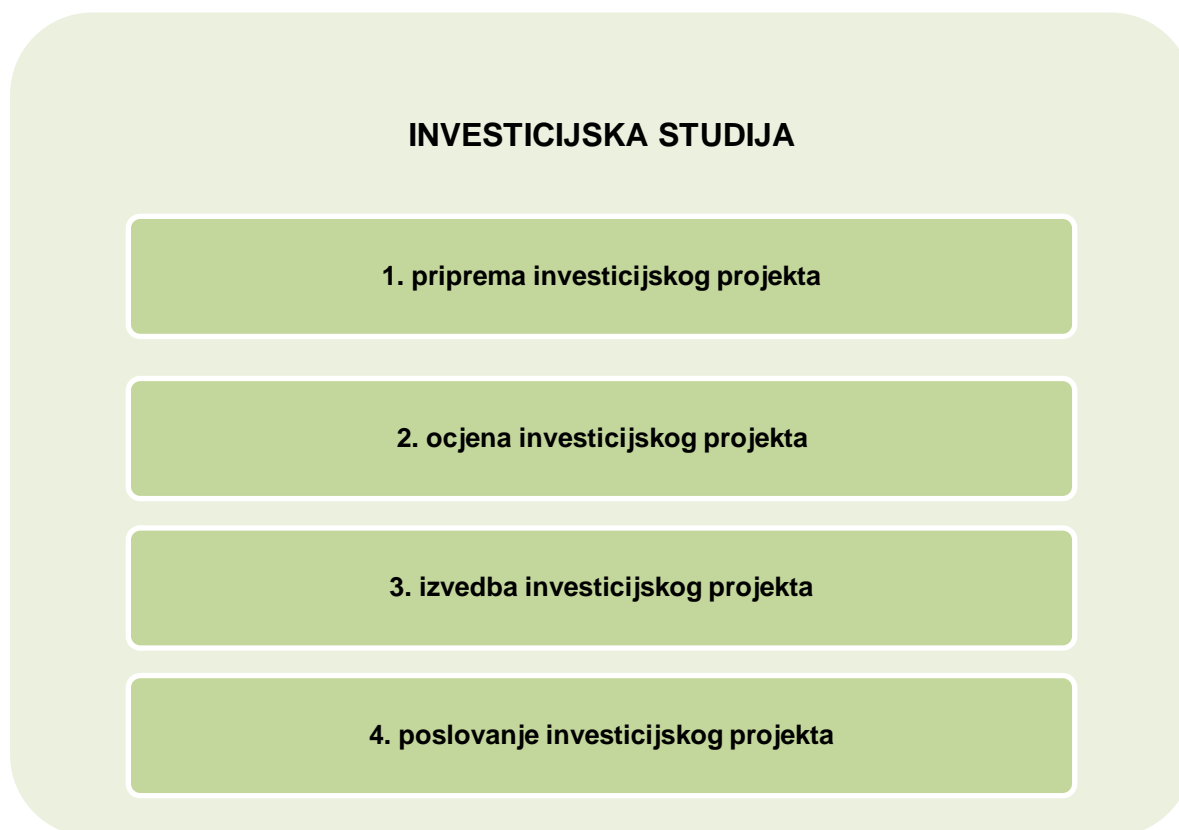 INVESTICIJSKA STUDIJA
1. priprema investicijskog projekta
2. ocjena investicijskog projekta
3. izvedba investicijskog projekta
4. poslovanje investicijskog projekta